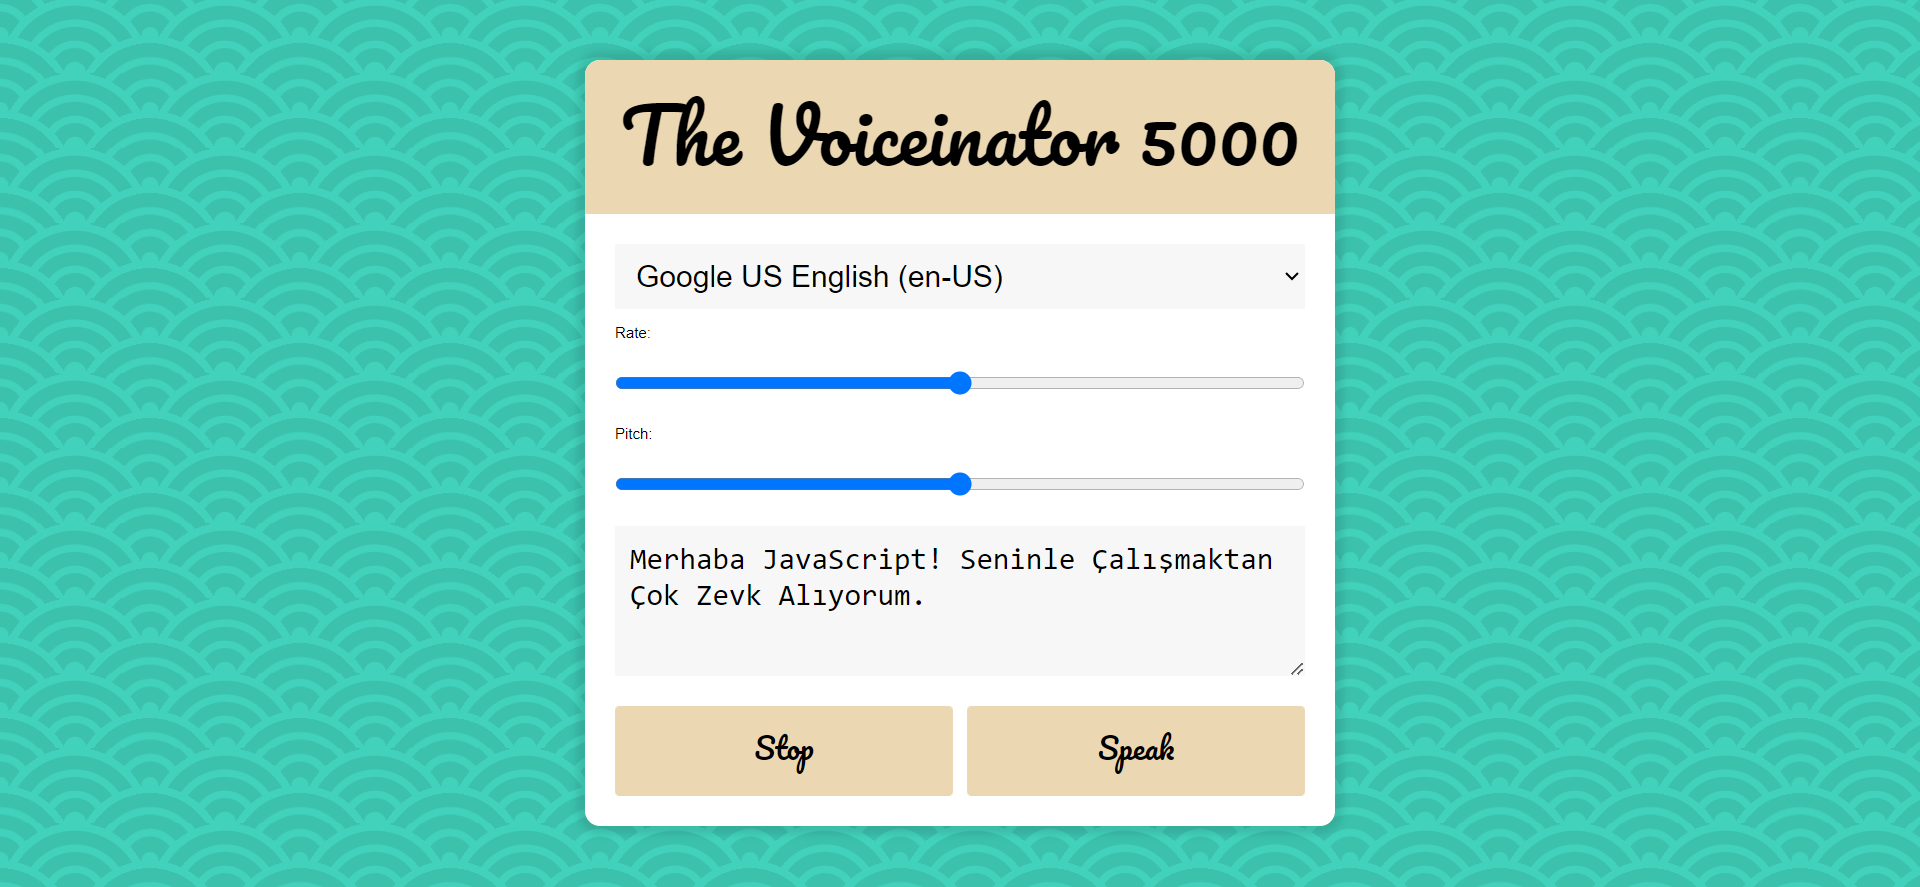 The Voiceinator 5000
Google US English (en-US)
Rate:
Pitch:
Merhaba JavaScript! Seninle Çalışmaktan
Çok Zevk Alıyorum.
Stop
Speak